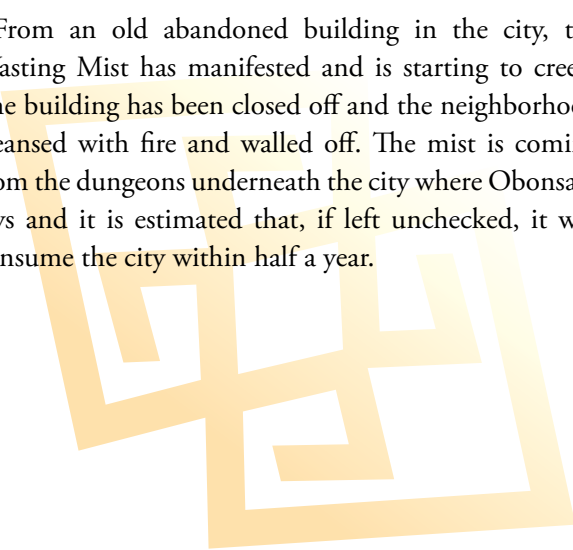 From an old abandoned building in the city, t
asting Mist has manifested and is starting to cree
e building has been closed off and the neighborhoo
eansed with fire and walled off. The mist is comi
om the dungeons underneath the city where Obonsa
ys and it is estimated that, if left unchecked, it w
nsume the city within half a year.